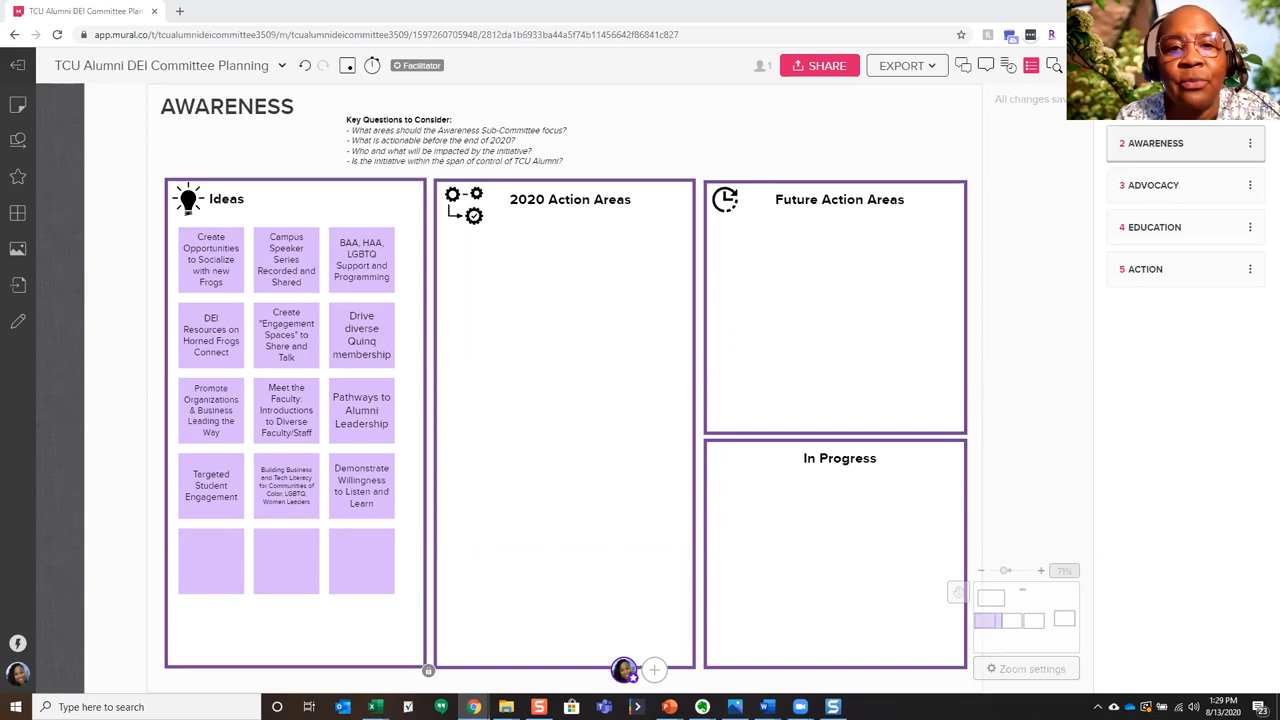 TCU Alumni DEI Committee Planning
app.mural.co/t/tcualumnideicommittee3509/m/tcualumnideicommittee3509/1597260705948/2812da1b6933ba44a5f74b11456642f86841c827
TCU Alumni DEI Committee Planning
Facilitator
1
SHARE
EXPORT
All changes sav
AWARENESS
Key Questions to Consider:
- What areas should the Awareness Sub-Committee focus?
- What is actionable before the end of 2020?
- Who and what will be impacted by the initiative?
- Is the initiative within the span of control of TCU Alumni?
2 AWARENESS
3 ADVOCACY
4 EDUCATION
5 ACTION
Ideas
Create
Opportunities
to Socialize
with new
Frogs
Campus
Speaker
Series
Recorded and
Shared
BAA, HAA,
LGBTQ
Support and
Programming
DEI
Resources on
Horned Frogs
Connect
Create
“Engagement
Spaces” to
Share and
Talk
Drive
diverse
Quinq
membership
Promote
Organizations
& Business
Leading the
Way
Meet the
Faculty:
Introductions
to Diverse
Faculty/Staff
Pathways to
Alumni
Leadership
Targeted
Student
Engagement
Building Business
and Tech Literacy
for Communities of
Color, LGBTQ,
Women Leaders
Demonstrate
Willingness
to Listen and
Learn
2020 Action Areas
Future Action Areas
In Progress
71%
Zoom settings
Type here to search
1:29 PM
8/13/2020
23